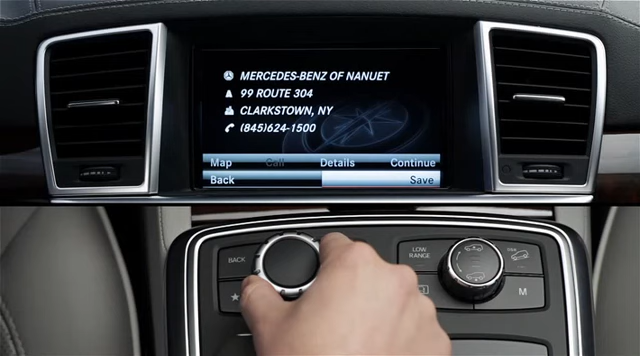 MERCEDES-BENZ OF NANUET
99 ROUTE 304
CLARKSTOWN, NY
(845)624-1500
Map Call Details Continue
Back Save
BACK
LOW RANGE
M